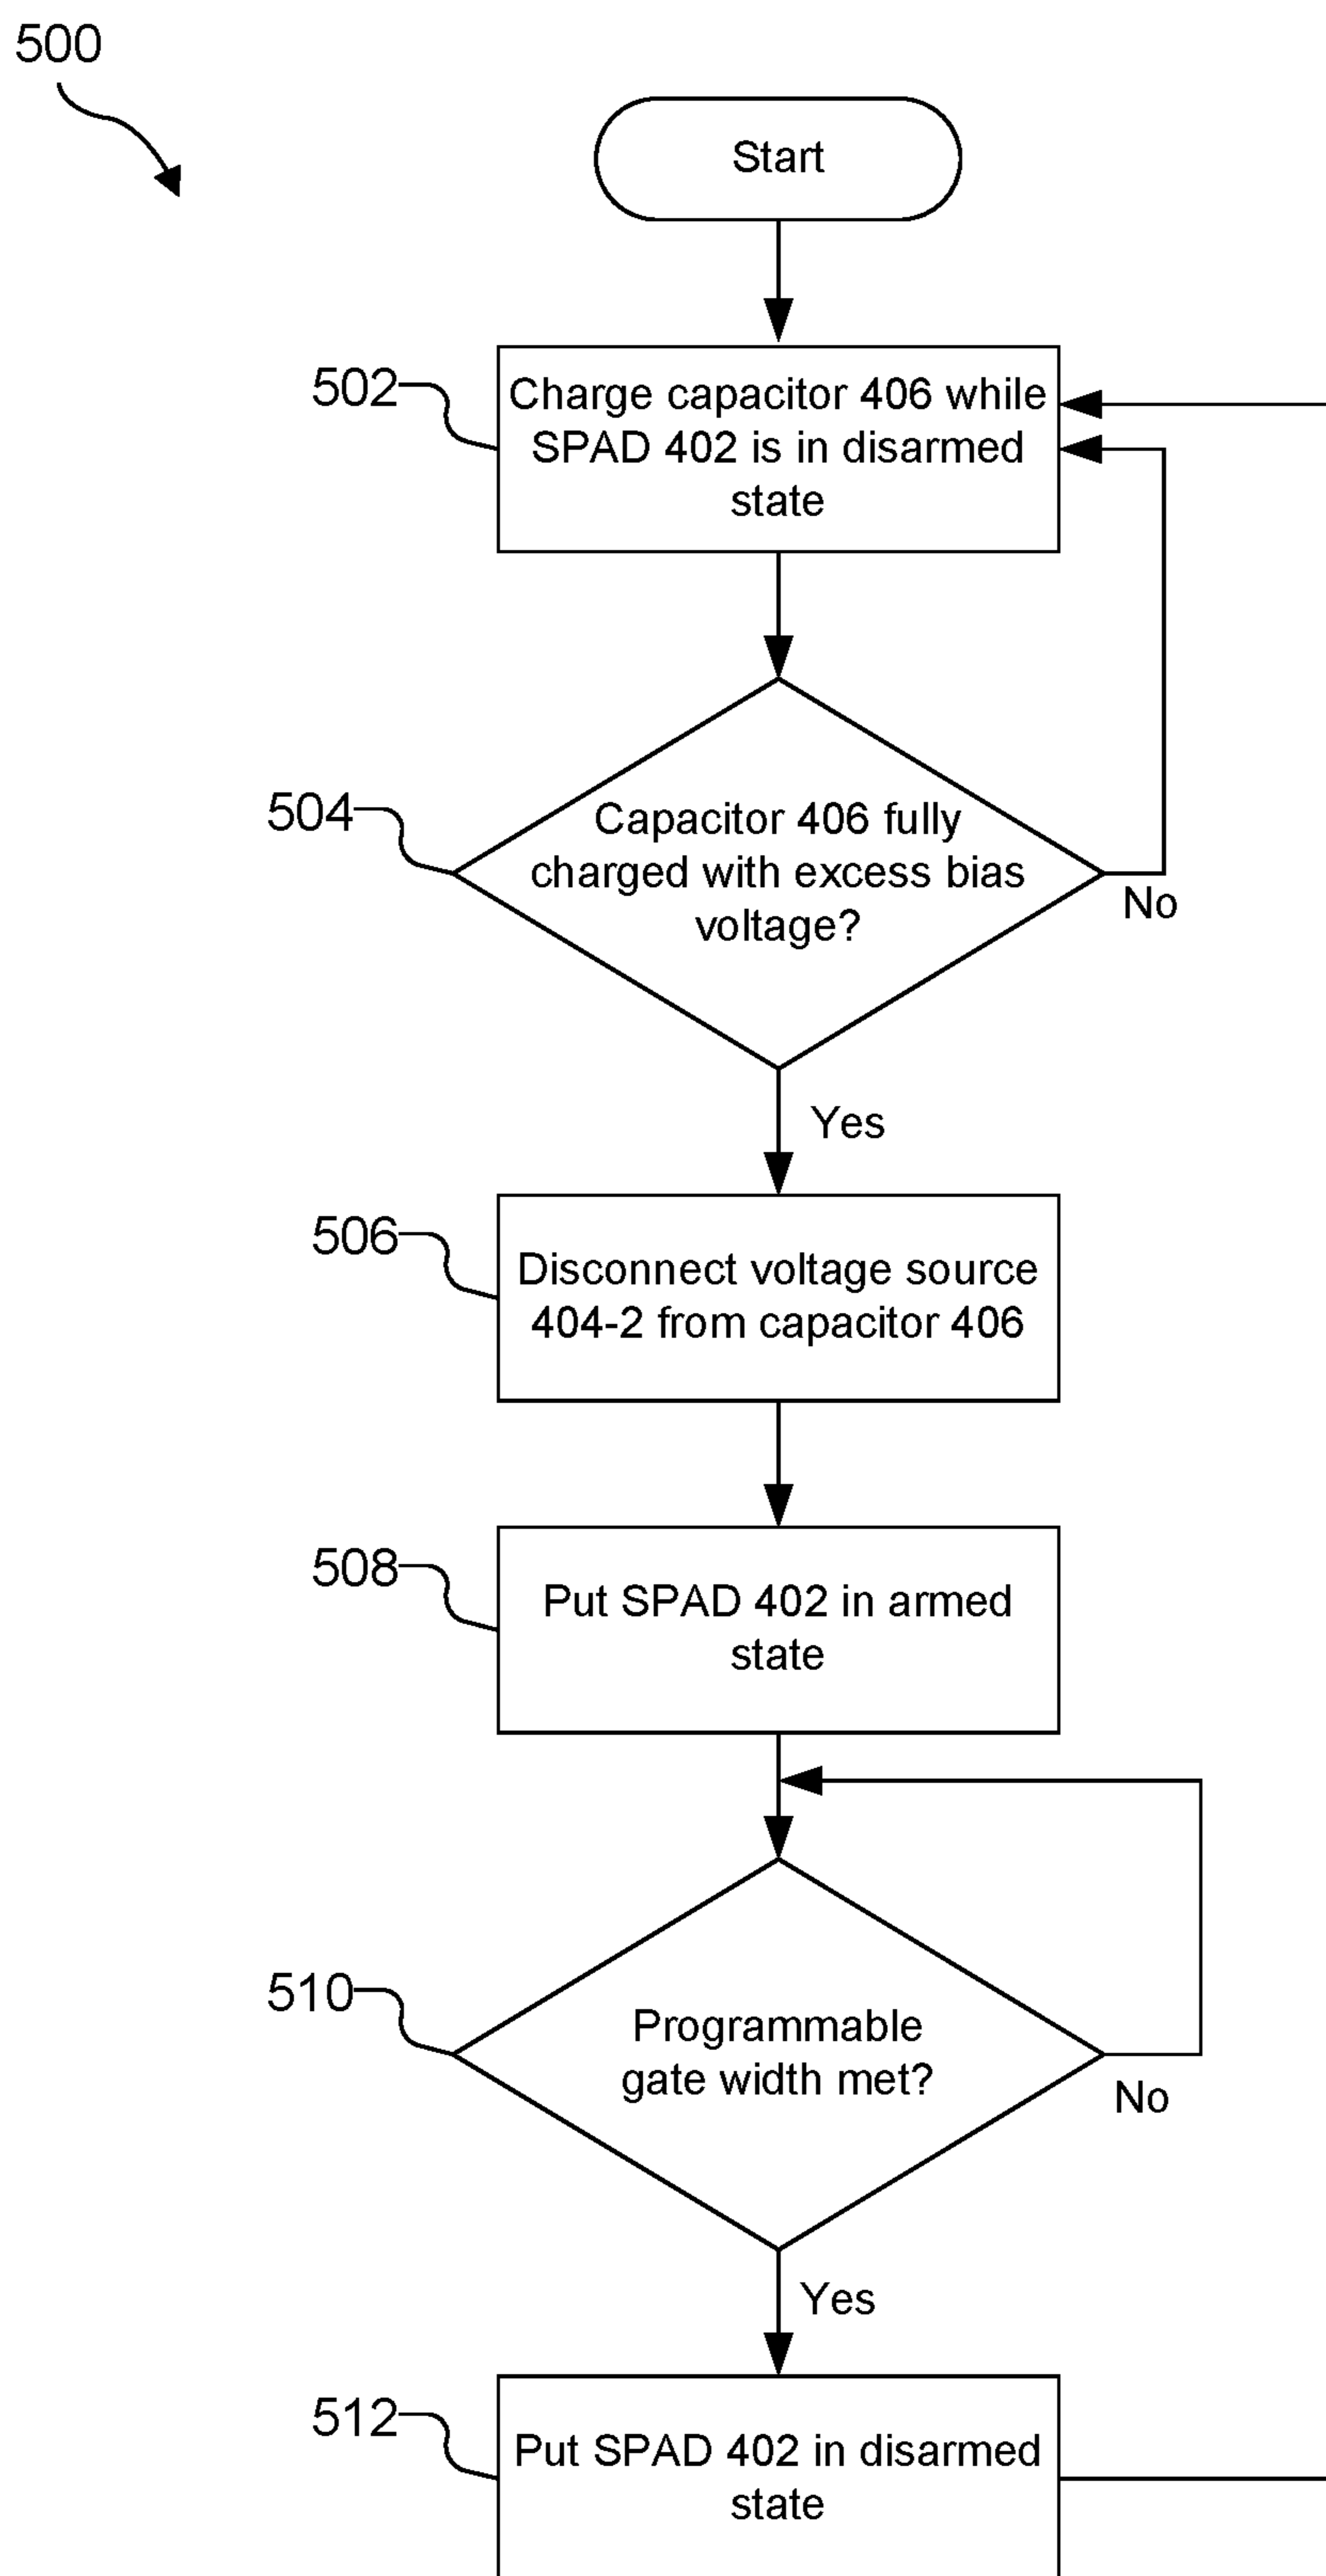 500
Start
502
Charge capacitor 406 while
SPAD 402 is in disarmed
state
504
Capacitor 406 fully
charged with excess bias
voltage?
No
Yes
506
Disconnect voltage source
404-2 from capacitor 406
508
Put SPAD 402 in armed
state
510
Programmable
gate width met?
No
Yes
512
Put SPAD 402 in disarmed
state